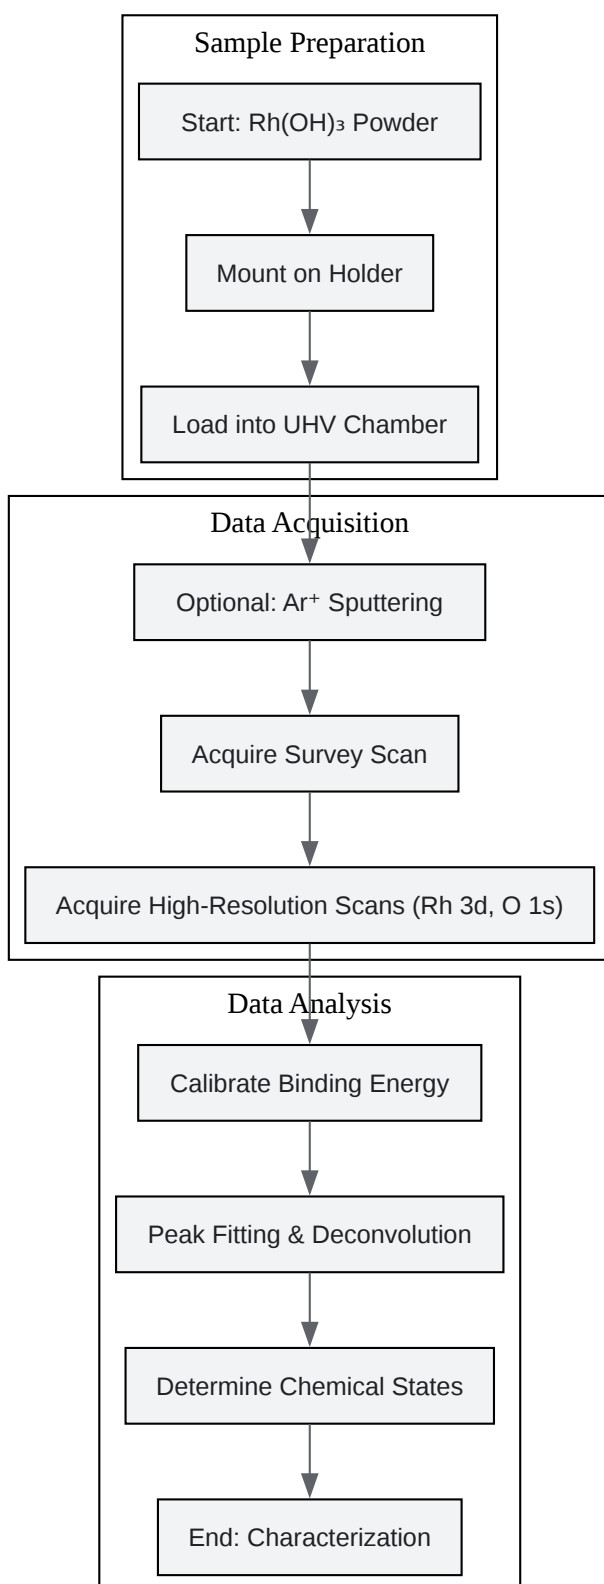 Sample Preparation
Start: Rh(OH)₃ Powder
Mount on Holder
Load into UHV Chamber
Data Acquisition
Optional: Ar⁺ Sputtering
Acquire Survey Scan
Acquire High-Resolution Scans (Rh 3d, O 1s)
Data Analysis
Calibrate Binding Energy
Peak Fitting & Deconvolution
Determine Chemical States
End: Characterization